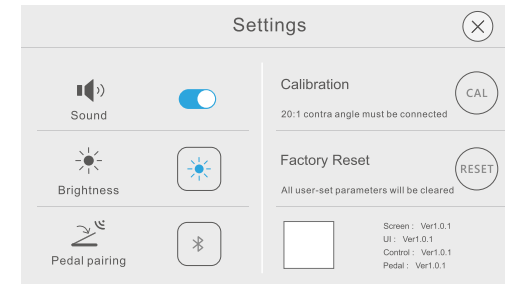 Settings
Sound
Brightness
Pedal pairing
Calibration
CAL
20:1 contra angle must be connected
Factory Reset
RESET
All user-set parameters will be cleared
Screen : Ver1.0.1
UI : Ver1.0.1
Control : Ver1.0.1
Pedal : Ver1.0.1